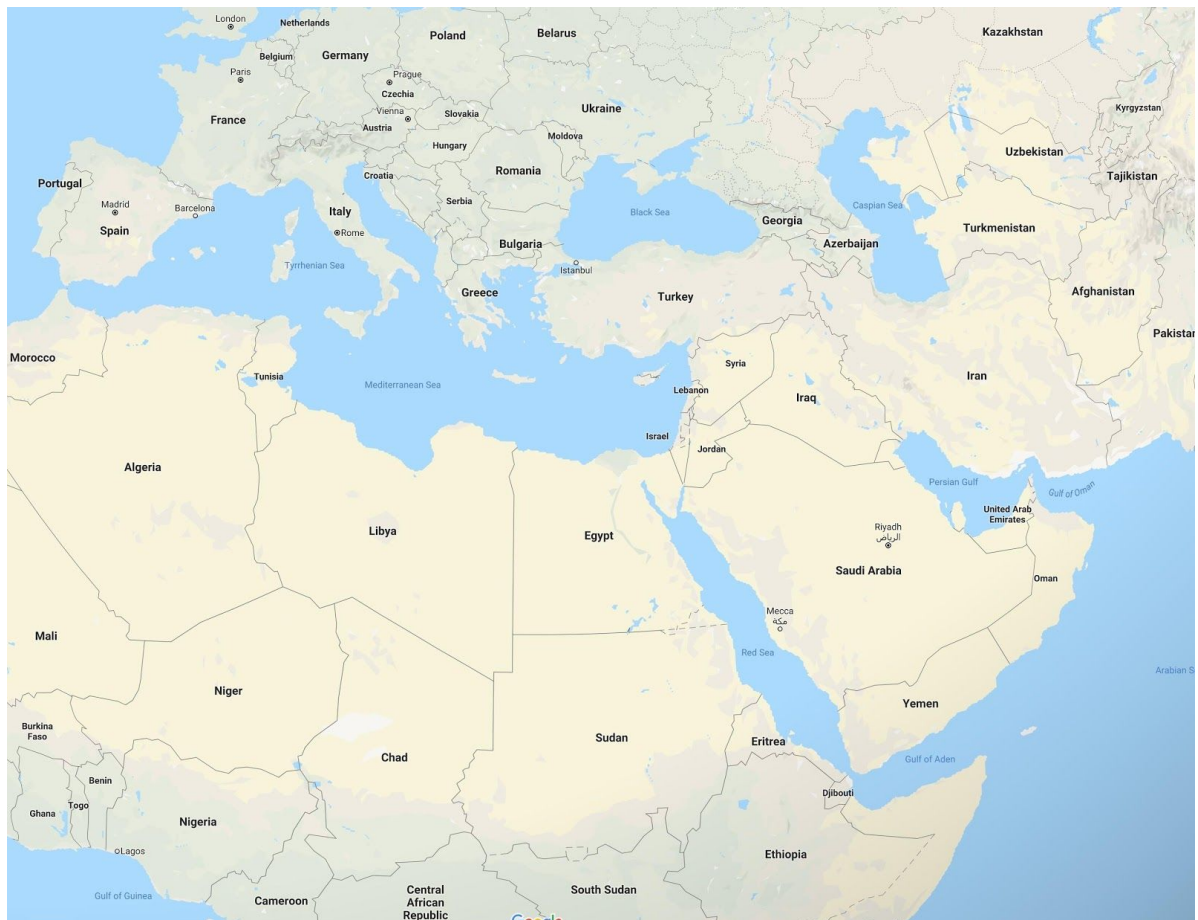 London
Netherlands
Poland
Belarus
Kazakhstan
Belgium
Germany
Paris
Prague
Czechia
Ukraine
Kyrgyzstan
France
Vienna
Slovakia
Austria
Moldova
Hungary
Uzbekistan
Romania
Croatia
Tajikistan
Portugal
Madrid
Barcelona
Italy
Serbia
Black Sea
Caspian Sea
Georgia
Spain
Rome
Turkmenistan
Bulgaria
Azerbaijan
Tyrrhenian Sea
Istanbul
Greece
Turkey
Afghanistan
Pakistan
Morocco
Syria
Tunisia
Mediterranean Sea
Iran
Lebanon
Iraq
Israel
Jordan
Algeria
Persian Gulf
Gulf of Oman
United Arab
Emirates
Riyadh
الرياض
Libya
Egypt
Saudi Arabia
Oman
Mecca
مكة
Mali
Red Sea
Arabian S
Niger
Yemen
Burkina
Faso
Sudan
Eritrea
Chad
Gulf of Aden
Benin
Djibouti
Togo
Ghana
Nigeria
Lagos
Ethiopia
Gulf of Guinea
Central
African
Republic
South Sudan
Cameroon
Google